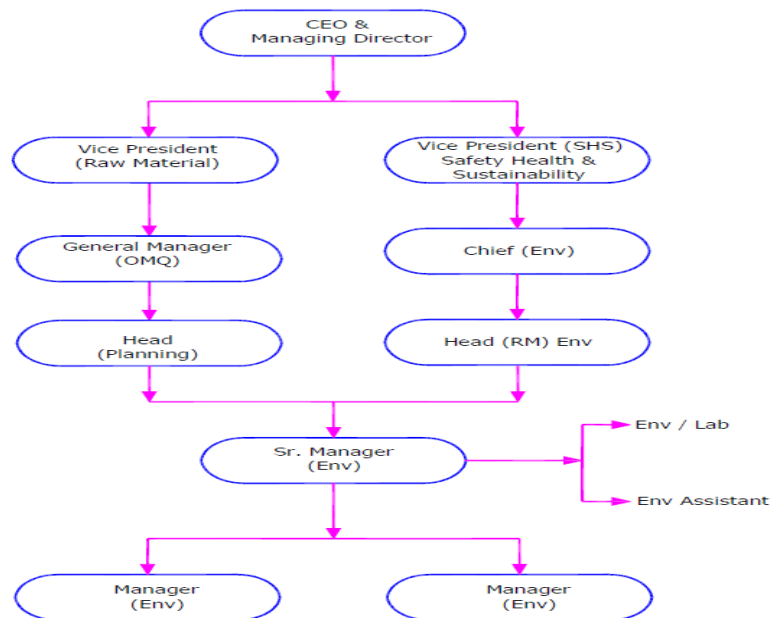 CEO &
Managing Director
Vice President
(Raw Material)
Vice President (SHS)
Safety Health &
Sustainability
General Manager
(OMQ)
Chief (Env)
Head
(Planning)
Head (RM) Env
Sr. Manager
(Env)
Env / Lab
Env Assistant
Manager
(Env)
Manager
(Env)